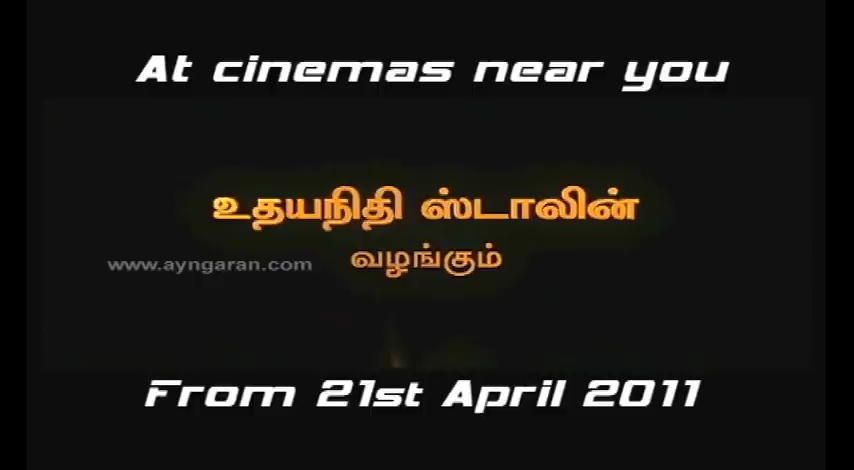 At cinemas near you
உதயநிதி ஸ்டாலின்
வழங்கும்
www.ayngaran.com
From 21st April 2011